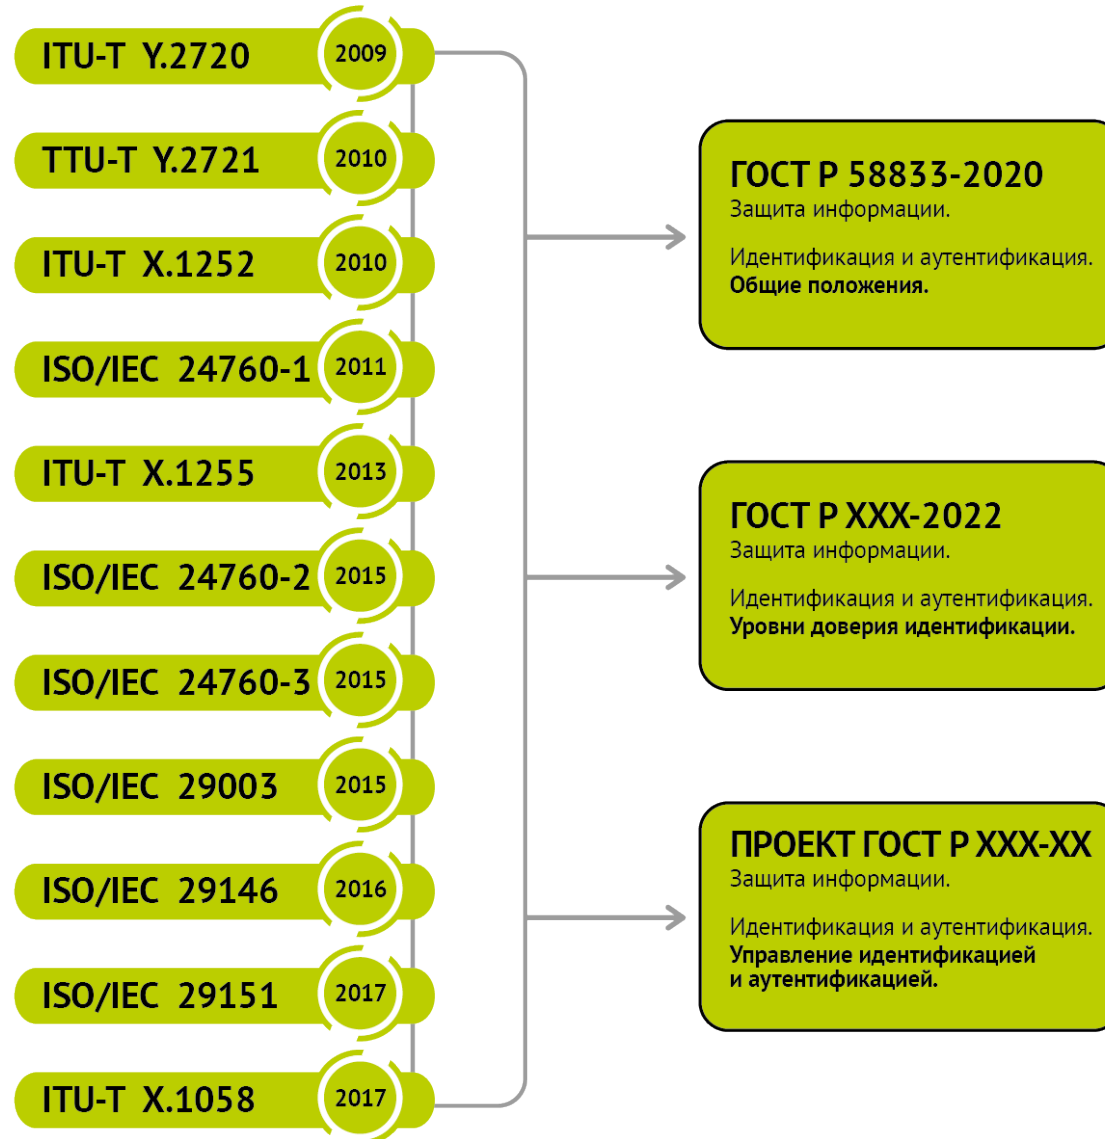 ITU-T Y.2720 2009
TTU-T Y.2721 2010
ITU-T X.1252 2010
ISO/IEC 24760-1 2011
ITU-T X.1255 2013
ISO/IEC 24760-2 2015
ISO/IEC 24760-3 2015
ISO/IEC 29003 2015
ISO/IEC 29146 2016
ISO/IEC 29151 2017
ITU-T X.1058 2017
ГОСТ Р 58833-2020
Защита информации.
Идентификация и аутентификация.
Общие положения.
ГОСТ Р XXX-2022
Защита информации.
Идентификация и аутентификация.
Уровни доверия идентификации.
ПРОЕКТ ГОСТ Р XXX-XX
Защита информации.
Идентификация и аутентификация.
Управление идентификацией
и аутентификацией.